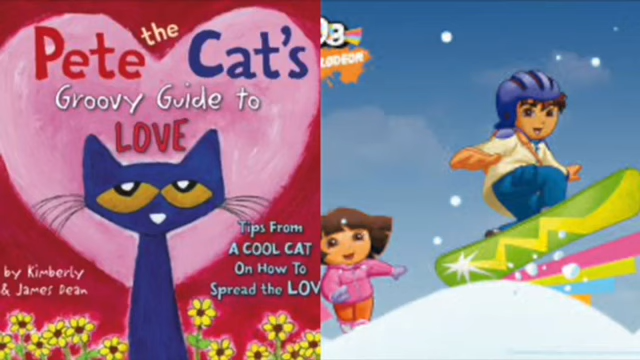 Pete the Cat's
Groovy Guide to
LOVE
Tips From
A COOL CAT
On How To
Spread the LOV
by Kimberly
& James Dean